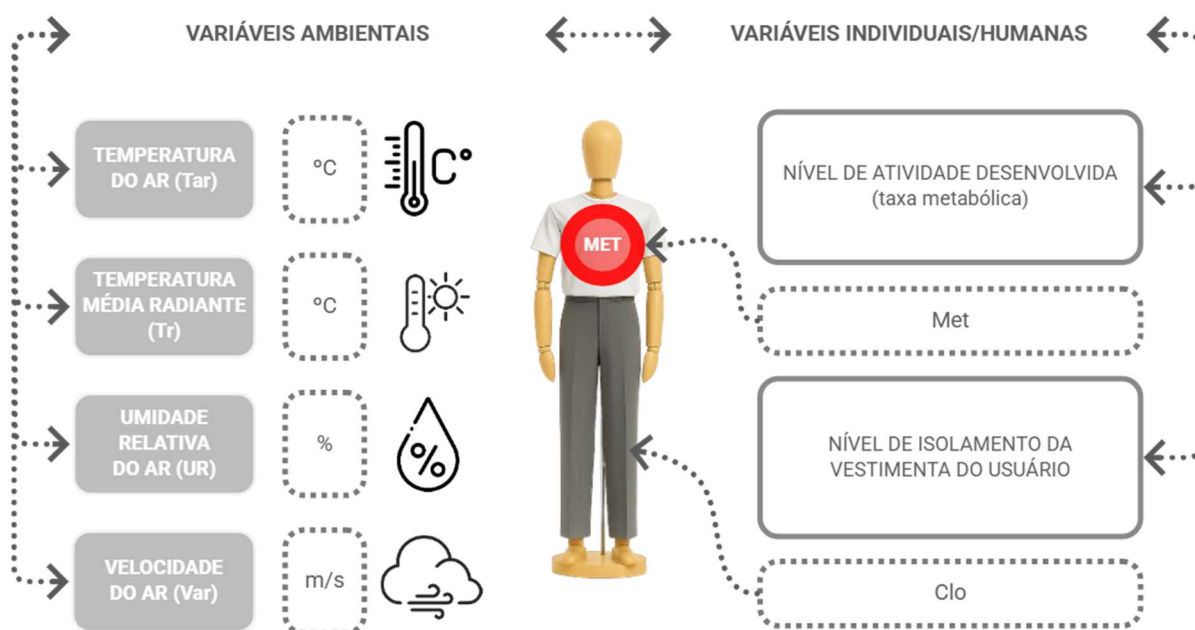 VARIÁVEIS AMBIENTAIS
VARIÁVEIS INDIVIDUAIS/HUMANAS
TEMPERATURA
DO AR (Tar)
ºC
C°
TEMPERATURA
MÉDIA RADIANTE
(Tr)
ºC
UMIDADE
RELATIVA
DO AR (UR)
%
%
VELOCIDADE
DO AR (Var)
m/s
MET
NÍVEL DE ATIVIDADE DESENVOLVIDA
(taxa metabólica)
Met
NÍVEL DE ISOLAMENTO DA
VESTIMENTA DO USUÁRIO
Clo